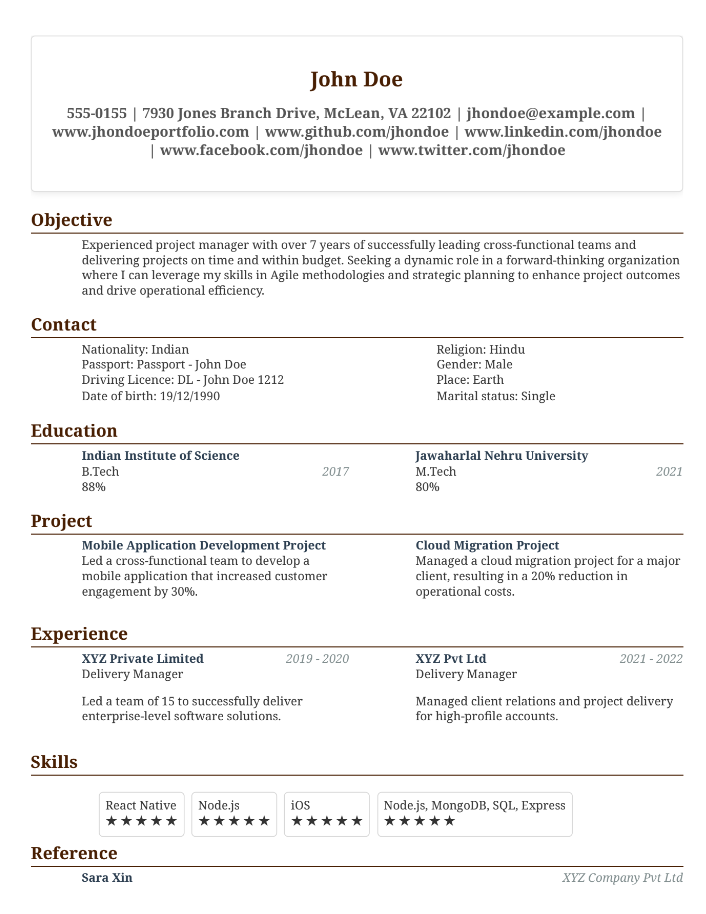 John Doe
555-0155 | 7930 Jones Branch Drive, McLean, VA 22102 | jhondoe@example.com |
www.jhondoeportfolio.com | www.github.com/jhondoe | www.linkedin.com/jhondoe
| www.facebook.com/jhondoe | www.twitter.com/jhondoe
Objective
Experienced project manager with over 7 years of successfully leading cross-functional teams and
delivering projects on time and within budget. Seeking a dynamic role in a forward-thinking organization
where I can leverage my skills in Agile methodologies and strategic planning to enhance project outcomes
and drive operational efficiency.
Contact
Nationality: Indian
Passport: Passport - John Doe
Driving Licence: DL - John Doe 1212
Date of birth: 19/12/1990
Religion: Hindu
Gender: Male
Place: Earth
Marital status: Single
Education
Indian Institute of Science
B.Tech 2017
88%
Jawaharlal Nehru University
M.Tech 2021
80%
Project
Mobile Application Development Project
Led a cross-functional team to develop a
mobile application that increased customer
engagement by 30%.
Cloud Migration Project
Managed a cloud migration project for a major
client, resulting in a 20% reduction in
operational costs.
Experience
XYZ Private Limited 2019 - 2020
Delivery Manager
Led a team of 15 to successfully deliver
enterprise-level software solutions.
XYZ Pvt Ltd 2021 - 2022
Delivery Manager
Managed client relations and project delivery
for high-profile accounts.
Skills
React Native
★★★★★
Node.js
★★★★★
iOS
★★★★★
Node.js, MongoDB, SQL, Express
★★★★★
Reference
Sara Xin XYZ Company Pvt Ltd